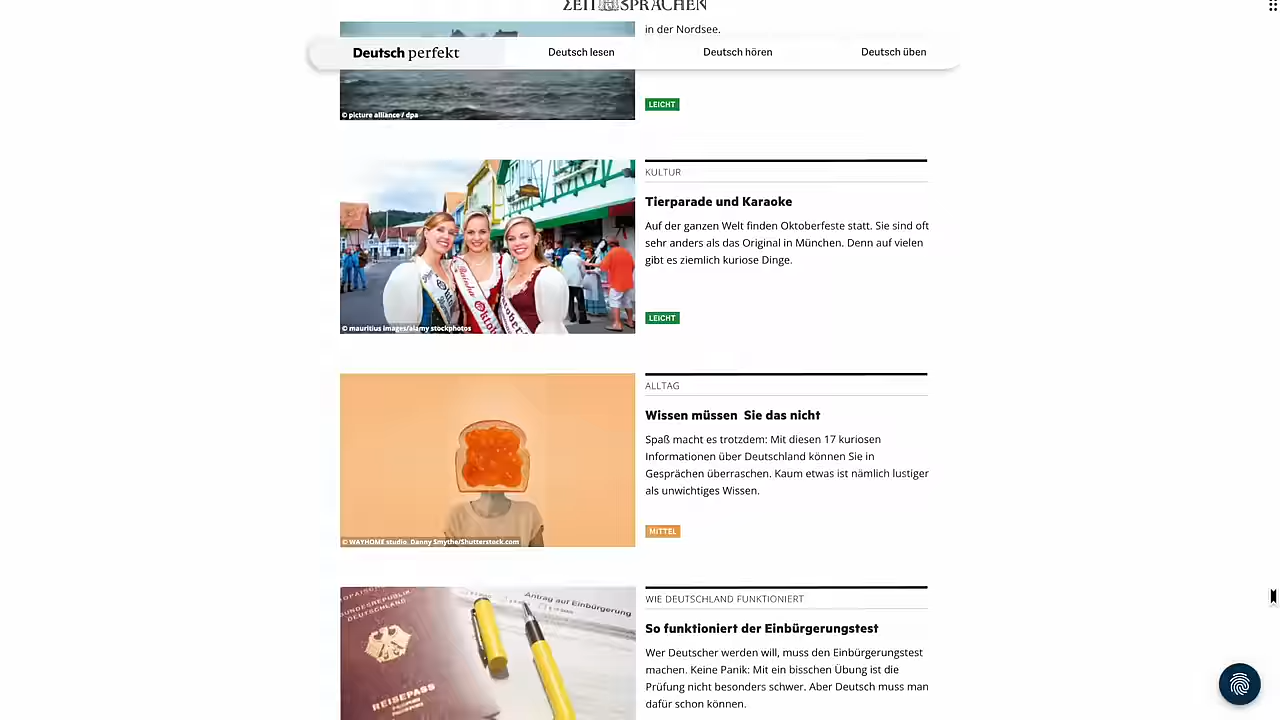 ZEIT SPRACHEN
in der Nordsee.
Deutsch perfekt
Deutsch lesen
Deutsch hören
Deutsch üben
LEICHT
© picture alliance / dpa
KULTUR
Tierparade und Karaoke
Auf der ganzen Welt finden Oktoberfeste statt. Sie sind oft
sehr anders als das Original in München. Denn auf vielen
gibt es ziemlich kuriose Dinge.
LEICHT
© mauritius images/alamy stockphotos
ALLTAG
Wissen müssen Sie das nicht
Spaß macht es trotzdem: Mit diesen 17 kuriosen
Informationen über Deutschland können Sie in
Gesprächen überraschen. Kaum etwas ist nämlich lustiger
als unwichtiges Wissen.
MITTEL
© WAYHOME studio, Danny Smythe/Shutterstock.com
WIE DEUTSCHLAND FUNKTIONIERT
So funktioniert der Einbürgerungstest
Wer Deutscher werden will, muss den Einbürgerungstest
machen. Keine Panik: Mit ein bisschen Übung ist die
Prüfung nicht besonders schwer. Aber Deutsch muss man
dafür schon können.
BUNDESREPUBLIK
DEUTSCHLAND
REISEPASS
Antrag auf Einbürgerung